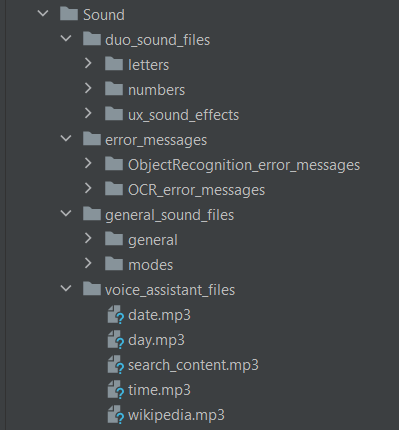 Sound
duo_sound_files
letters
numbers
ux_sound_effects
error_messages
ObjectRecognition_error_messages
OCR_error_messages
general_sound_files
general
modes
voice_assistant_files
date.mp3
day.mp3
search_content.mp3
time.mp3
wikipedia.mp3